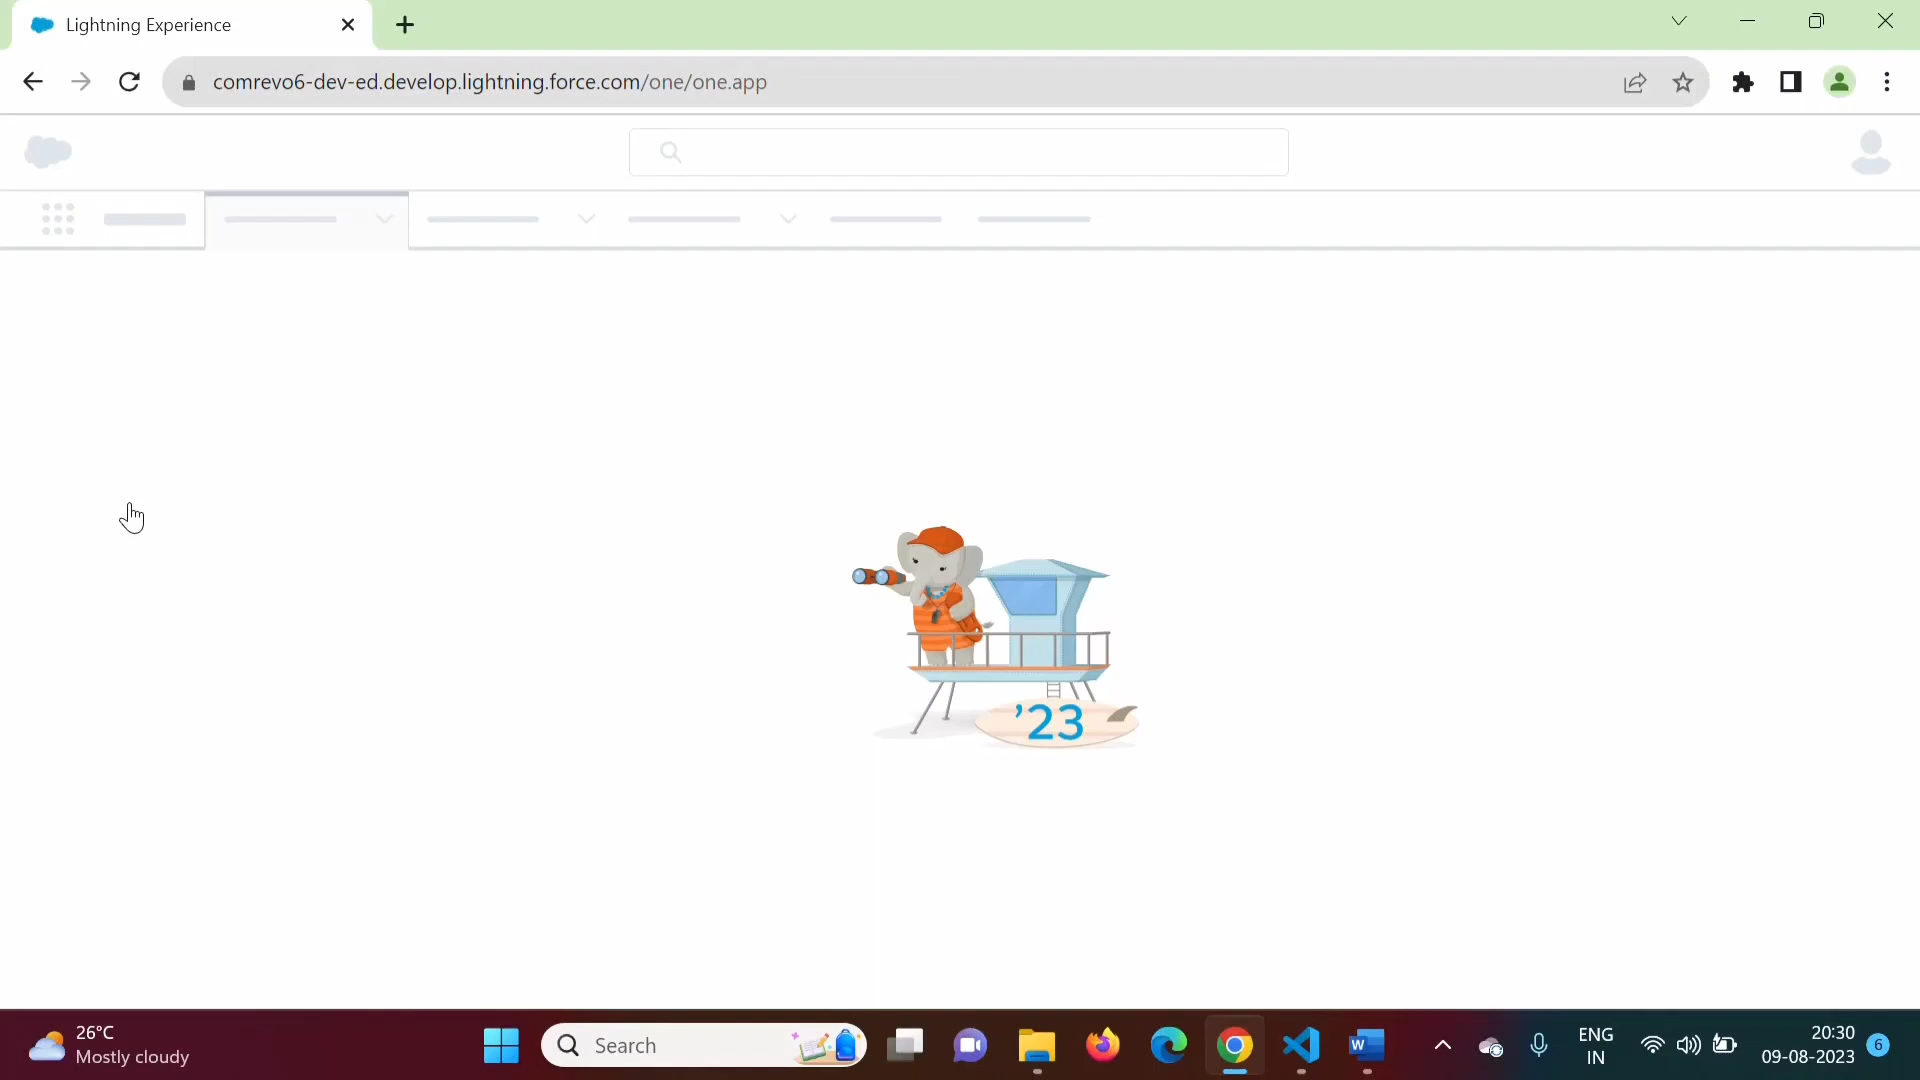 Lightning Experience
comrevo6-dev-ed.develop.lightning.force.com/one/one.app
’23
26°C
Mostly cloudy
Search
ENG
IN
20:30
09-08-2023
6